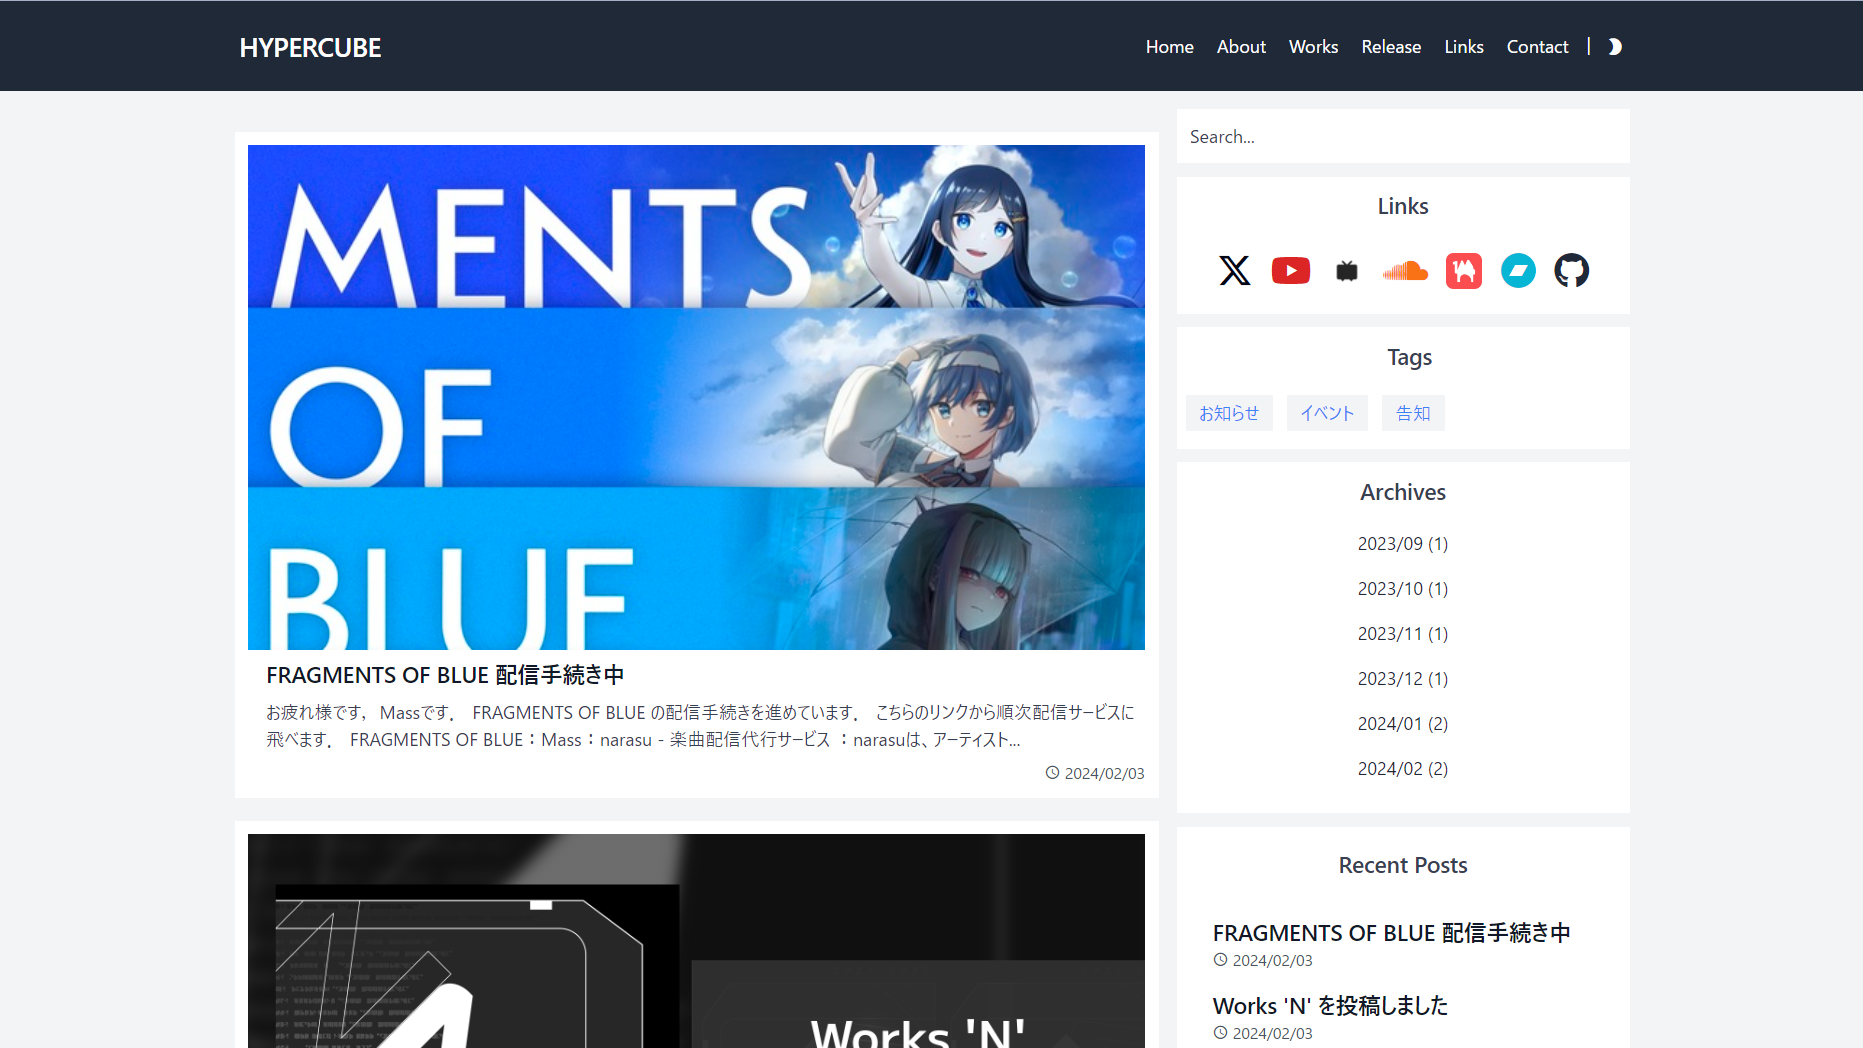 HYPERCUBE
Home About Works Release Links Contact |
MENTS
OF
BLUE
FRAGMENTS OF BLUE 配信手続き中
お疲れ様です，Massです． FRAGMENTS OF BLUE の配信手続きを進めています． こちらのリンクから順次配信サービスに
飛べます． FRAGMENTS OF BLUE：Mass：narasu - 楽曲配信代行サービス ：narasuは、アーティスト...
2024/02/03
Works 'N'
Search...
Links
Tags
お知らせ イベント 告知
Archives
2023/09 (1)
2023/10 (1)
2023/11 (1)
2023/12 (1)
2024/01 (2)
2024/02 (2)
Recent Posts
FRAGMENTS OF BLUE 配信手続き中
2024/02/03
Works 'N' を投稿しました
2024/02/03